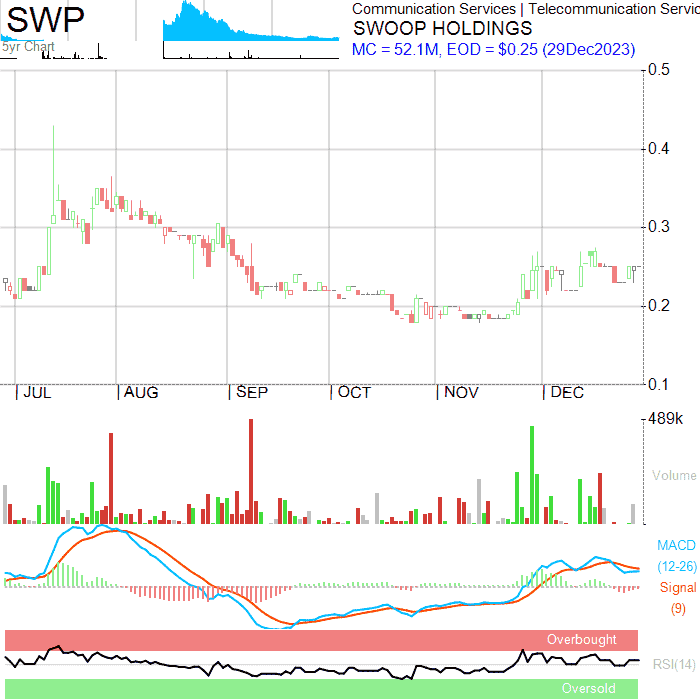 SWP
5yr Chart
Communication Services | Telecommunication Servic
SWOOP HOLDINGS
MC = 52.1M, EOD = $0.25 (29Dec2023)
0.5
0.4
0.3
0.2
0.1
JUL
AUG
SEP
OCT
NOV
DEC
489k
Volume
MACD
(12-26)
Signal
(9)
Overbought
RSI(14)
Oversold